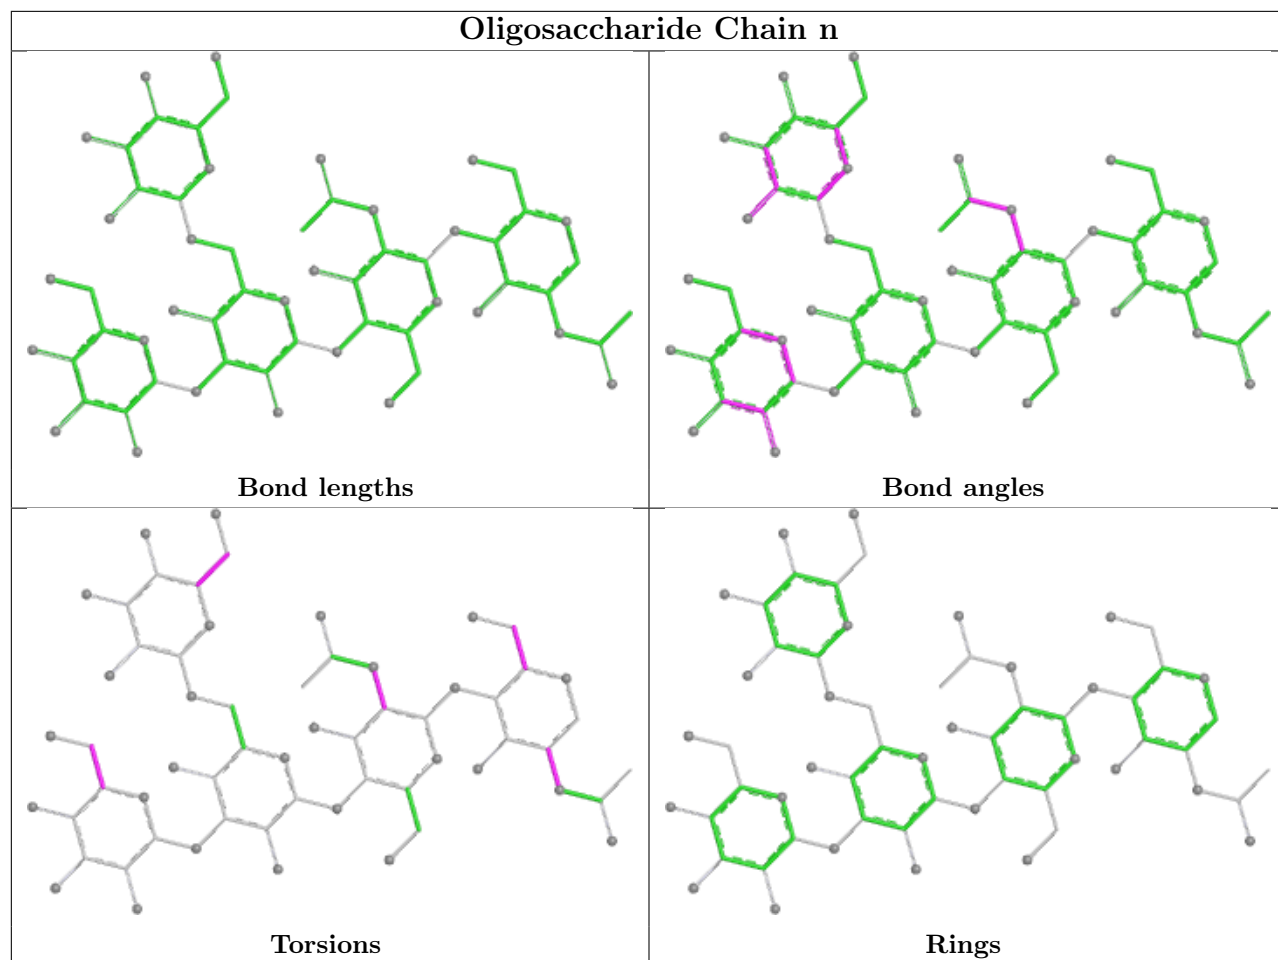 Oligosaccharide Chain n
Bond lengths
Bond angles
Torsions
Rings